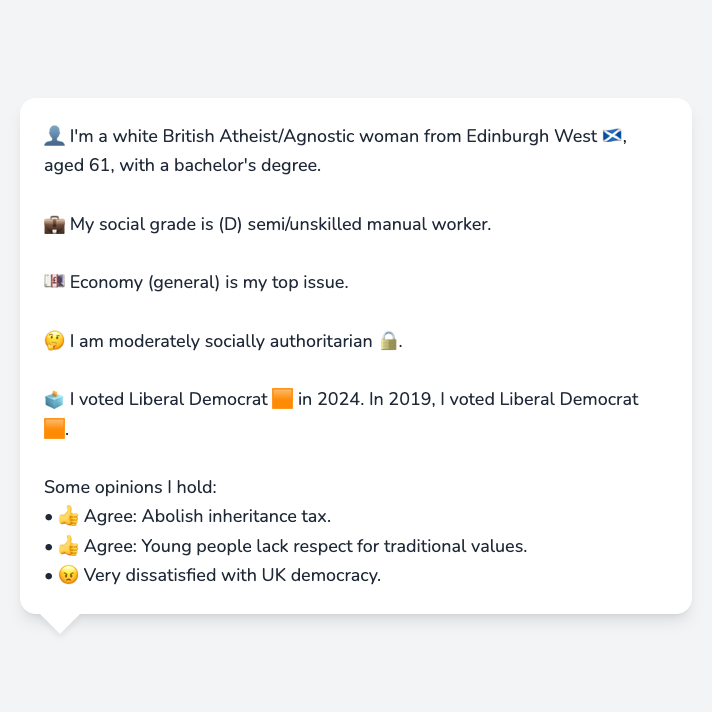 👤 I'm a white British Atheist/Agnostic woman from Edinburgh West 🏴󠁧󠁢󠁳󠁣󠁴󠁿,
aged 61, with a bachelor's degree.
💼 My social grade is (D) semi/unskilled manual worker.
💷 Economy (general) is my top issue.
🤔 I am moderately socially authoritarian 🔒.
🗳️ I voted Liberal Democrat 🟧 in 2024. In 2019, I voted Liberal Democrat
🟧.
Some opinions I hold:
• 👍 Agree: Abolish inheritance tax.
• 👍 Agree: Young people lack respect for traditional values.
• 😠 Very dissatisfied with UK democracy.